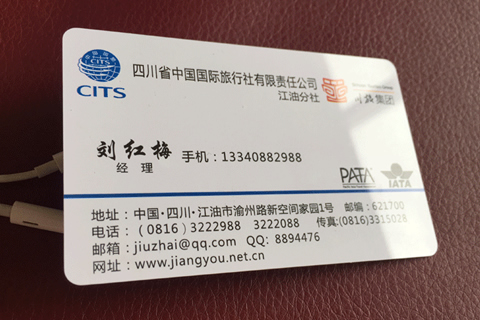 四川省中国国际旅行社有限责任公司
江油分社
CITS
集团
刘红梅 手机：13340882988
经理
PATA
IATA
地址：中国·四川·江油市渝州路新空间家园1号 邮编：621700
电话：（0816）3222988 3222088 传真:(0816)3315028
邮箱：jiuzhai@qq.com QQ: 8894476
网址：www.jiangyou.net.cn